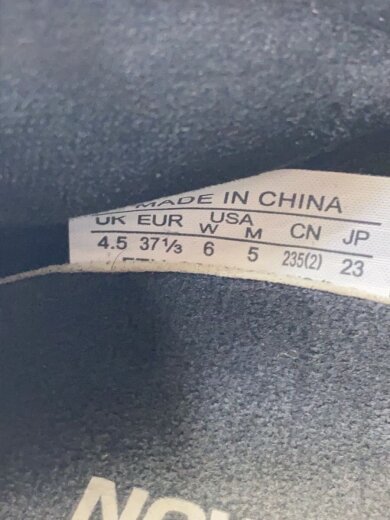 MADE IN CHINA
UK EUR USA CN JP
W M
4.5 37⅓ 6 5 235(2) 23